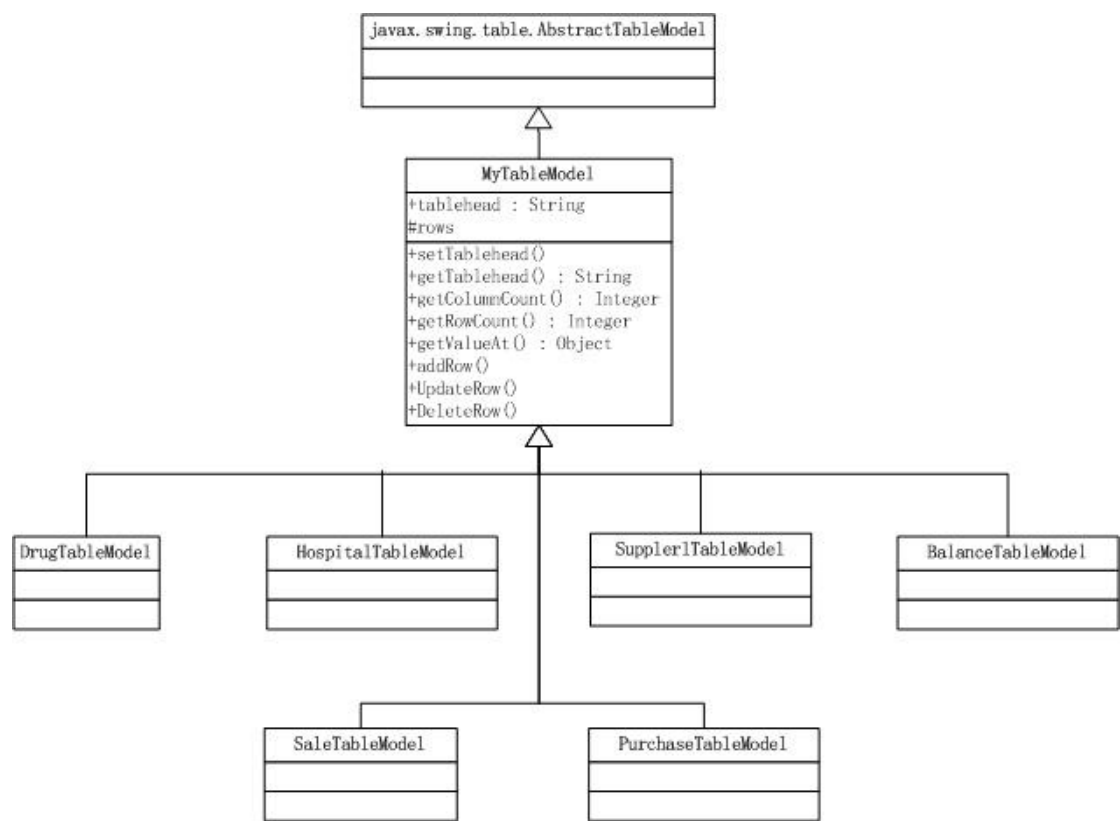 javax.swing.table.AbstractTableModel
MyTableModel
+tablehead : String
#rows
+setTablehead()
+getTablehead() : String
+getColumnCount() : Integer
+getRowCount() : Integer
+getValueAt() : Object
+addRow()
+UpdateRow()
+DeleteRow()
DrugTableModel
HospitalTableModel
Suppler1TableModel
BalanceTableModel
SaleTableModel
PurchaseTableModel